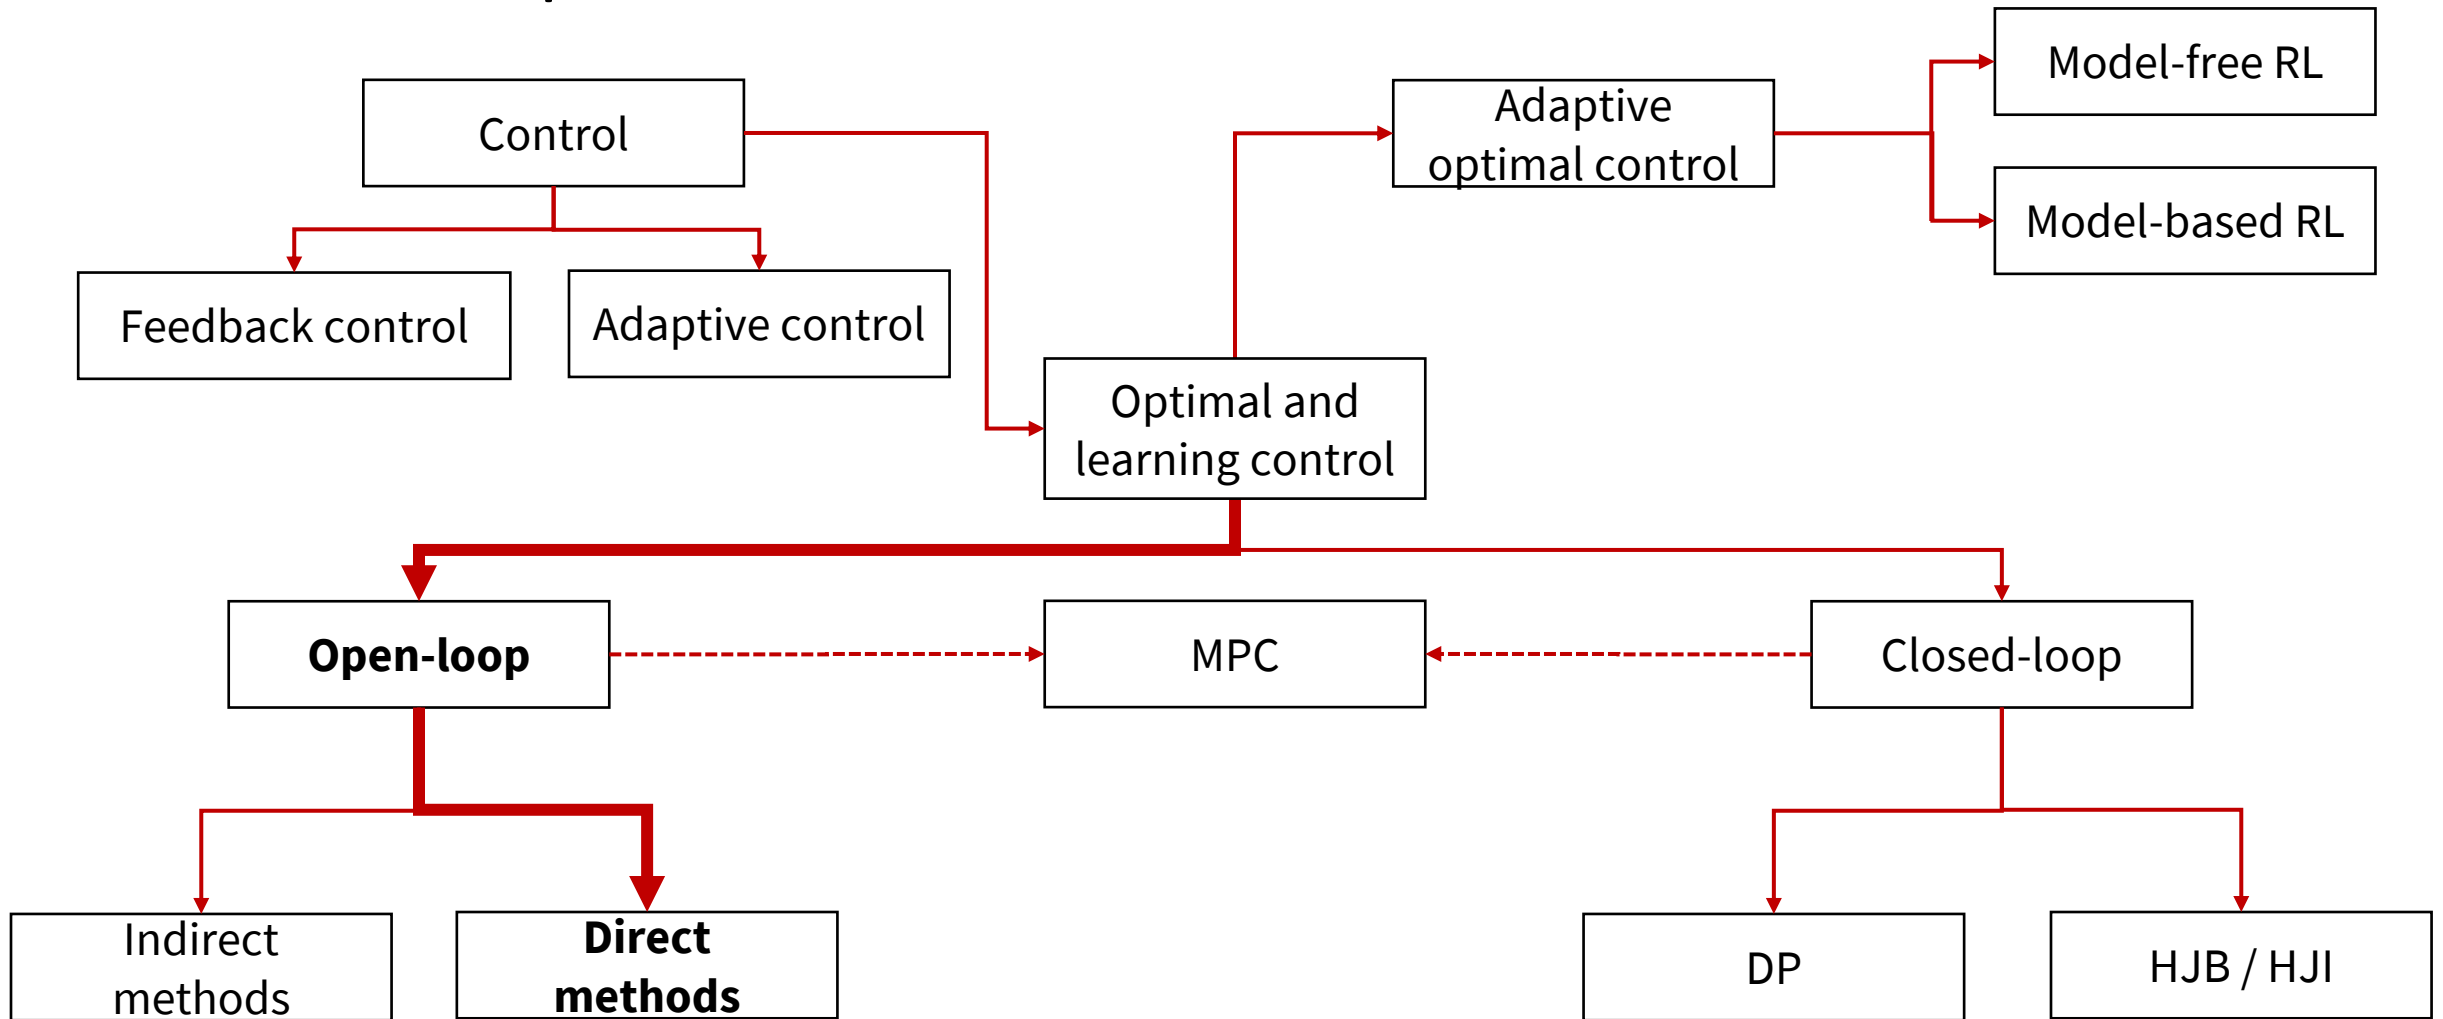 Model-free RL
Control
Adaptive
optimal control
Model-based RL
Feedback control
Adaptive control
Optimal and
learning control
Open-loop
MPC
Closed-loop
Indirect
methods
Direct
methods
DP
HJB / HJI